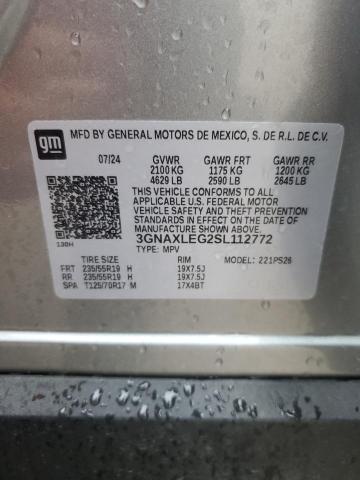 gm
MFD BY GENERAL MOTORS DE MEXICO, S. DE R.L. DE C.V.
07/24 GVWR GAWR FRT GAWR RR
2100 KG 1175 KG 1200 KG
4629 LB 2590 LB 2645 LB
THIS VEHICLE CONFORMS TO ALL
APPLICABLE U.S. FEDERAL MOTOR
VEHICLE SAFETY, BUMPER, AND THEFT
PREVENTION STANDARDS IN EFFECT ON
THE DATE OF MANUFACTURE SHOWN ABOVE.
3GNAXLEG2SL112772
130H TYPE: MPV
TIRE SIZE RIM MODEL: 221PS26
FRT 235/55R19 H 19X7.5J
RR 235/55R19 H 19X7.5J
SPA T125/70R17 M 17X4BT